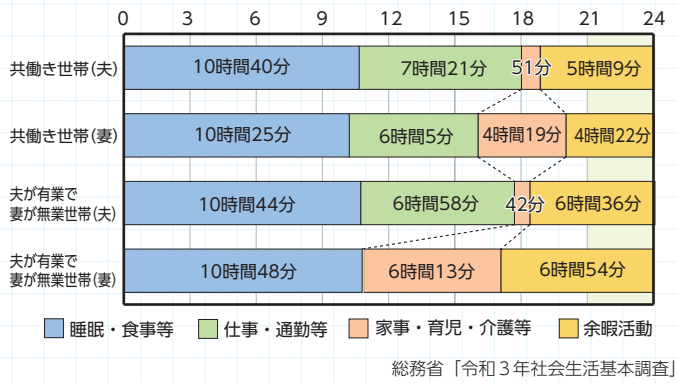 0 3 6 9 12 15 18 21 24
共働き世帯(夫) 10時間40分 7時間21分 51分 5時間9分
共働き世帯(妻) 10時間25分 6時間5分 4時間19分 4時間22分
夫が有業で
妻が無業世帯(夫) 10時間44分 6時間58分 42分 6時間36分
夫が有業で
妻が無業世帯(妻) 10時間48分 6時間13分 6時間54分
睡眠・食事等 仕事・通勤等 家事・育児・介護等 余暇活動
総務省「令和3年社会生活基本調査」